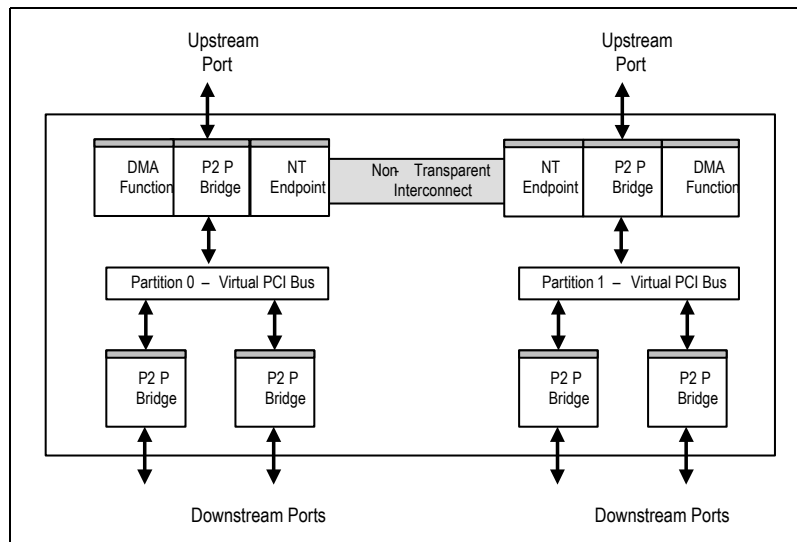 Upstream
Port
Upstream
Port
DMA
Function
P2 P
Bridge
NT
Endpoint
Non- Transparent
Interconnect
NT
Endpoint
P2 P
Bridge
DMA
Function
Partition 0 – Virtual PCI Bus
Partition 1 – Virtual PCI Bus
P2 P
Bridge
P2 P
Bridge
P2 P
Bridge
P2 P
Bridge
Downstream Ports
Downstream Ports